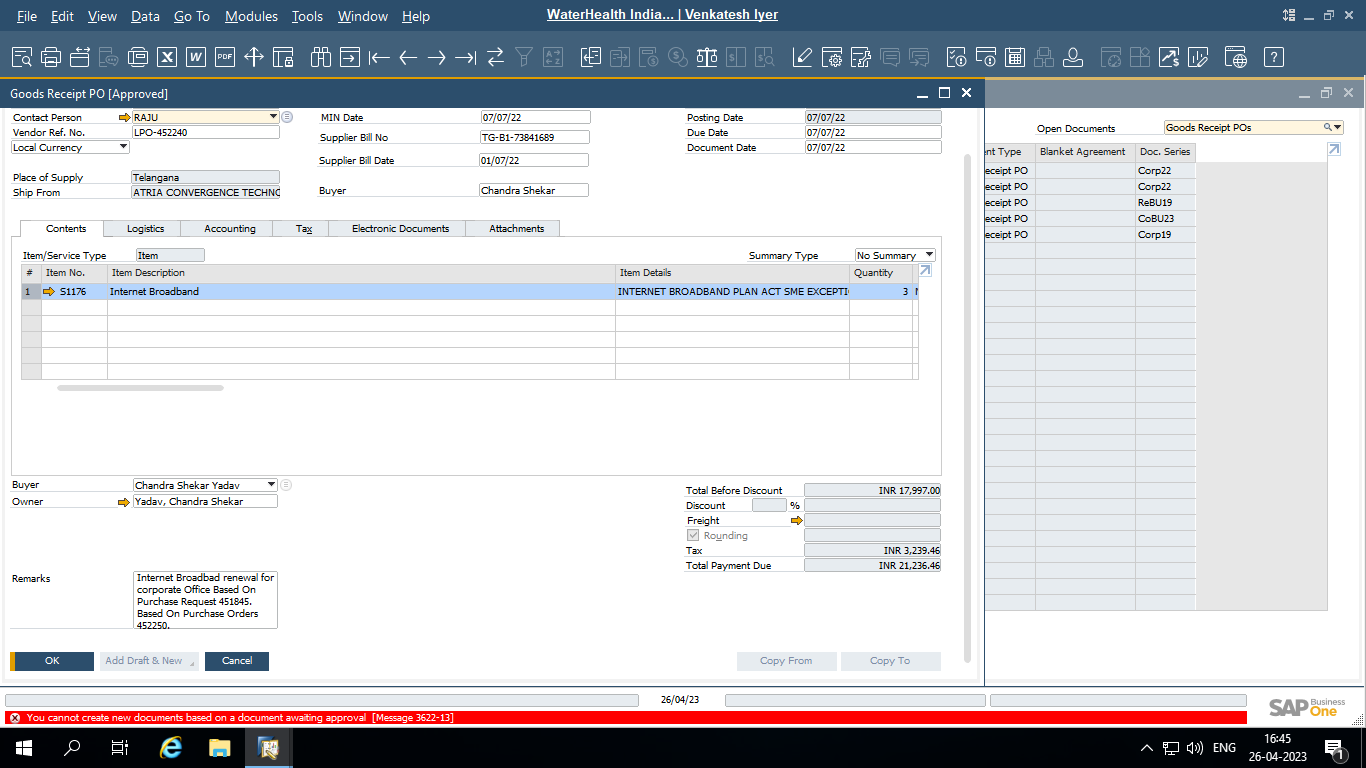 File Edit View Data Go To Modules Tools Window Help
WaterHealth India... | Venkatesh Iyer
Goods Receipt PO [Approved]
Contact Person RAJU
Vendor Ref. No. LPO-452240
Local Currency
Place of Supply Telangana
Ship From ATRIA CONVERGENCE TECHNO
MIN Date 07/07/22
Supplier Bill No TG-B1-73841689
Supplier Bill Date 01/07/22
Buyer Chandra Shekar
Posting Date 07/07/22
Due Date 07/07/22
Document Date 07/07/22
Open Documents Goods Receipt POs
nt Type Blanket Agreement Doc. Series
eceipt PO Corp22
eceipt PO Corp22
eceipt PO ReBU19
eceipt PO CoBU23
eceipt PO Corp19
Contents Logistics Accounting Tax Electronic Documents Attachments
Item/Service Type Item
Summary Type No Summary
# Item No. Item Description Item Details Quantity
1 S1176 Internet Broadband INTERNET BROADBAND PLAN ACT SME EXCEPTI 3
Buyer Chandra Shekar Yadav
Owner Yadav, Chandra Shekar
Total Before Discount INR 17,997.00
Discount %
Freight
Rounding
Tax INR 3,239.46
Total Payment Due INR 21,236.46
Remarks
Internet Broadbad renewal for
corporate Office Based On
Purchase Request 451845.
Based On Purchase Orders
452250.
OK Add Draft & New Cancel Copy From Copy To
26/04/23
You cannot create new documents based on a document awaiting approval [Message 3622-13]
SAP Business One
ENG 16:45
26-04-2023
1